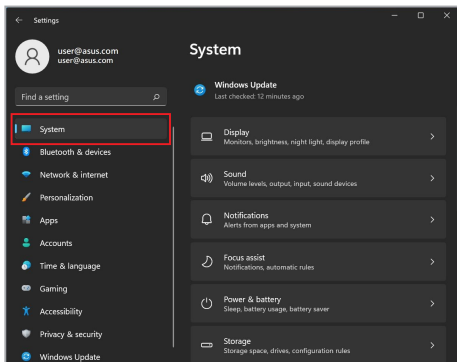 Settings
user@asus.com
user@asus.com
Find a setting
System
Bluetooth & devices
Network & internet
Personalization
Apps
Accounts
Time & language
Gaming
Accessibility
Privacy & security
Windows Update
System
Windows Update
Last checked: 12 minutes ago
Display
Monitors, brightness, night light, display profile
Sound
Volume levels, output, input, sound devices
Notifications
Alerts from apps and system
Focus assist
Notifications, automatic rules
Power & battery
Sleep, battery usage, battery saver
Storage
Storage space, drives, configuration rules